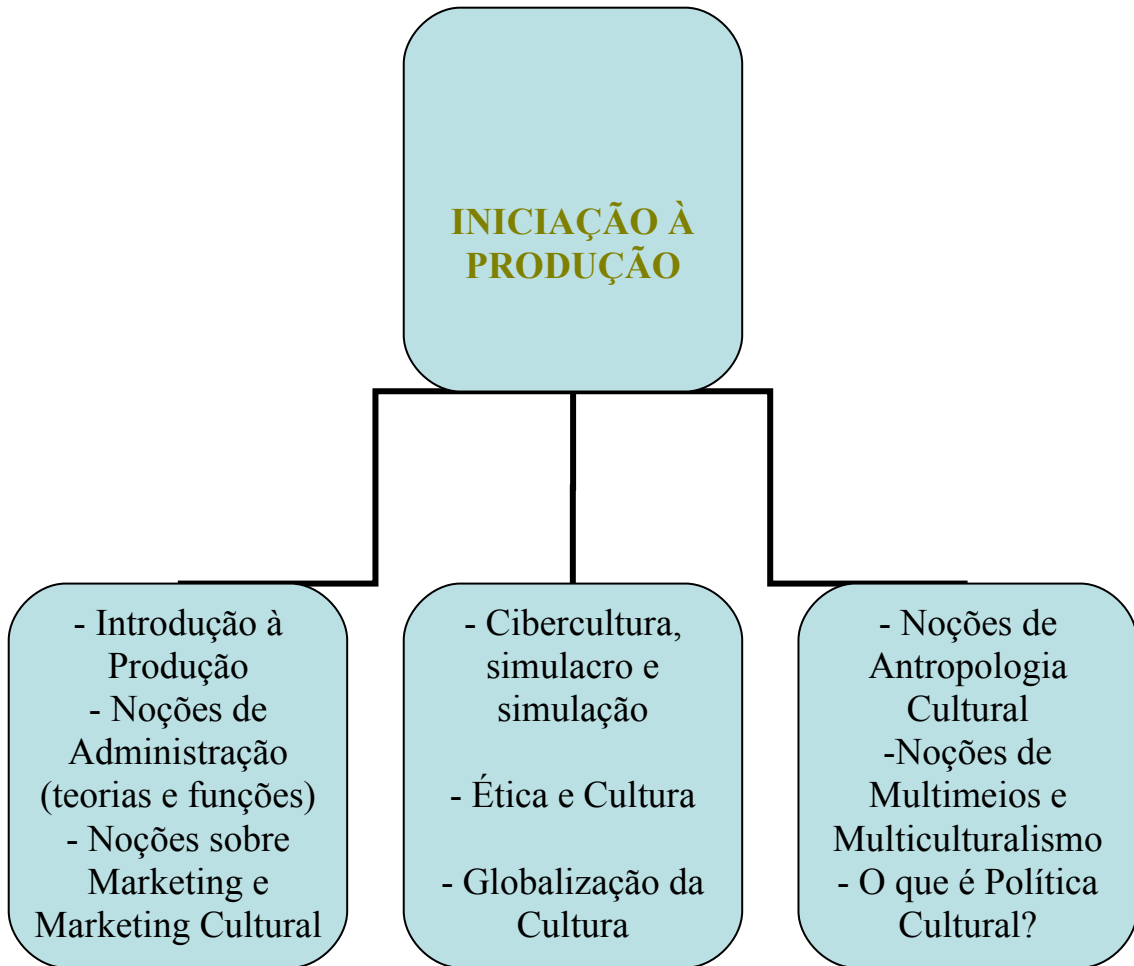 INICIAÇÃO À
PRODUÇÃO
- Introdução à
Produção
- Noções de
Administração
(teorias e funções)
- Noções sobre
Marketing e
Marketing Cultural
- Cibercultura,
simulacro e
simulação
- Ética e Cultura
- Globalização da
Cultura
- Noções de
Antropologia
Cultural
-Noções de
Multimeios e
Multiculturalismo
- O que é Política
Cultural?